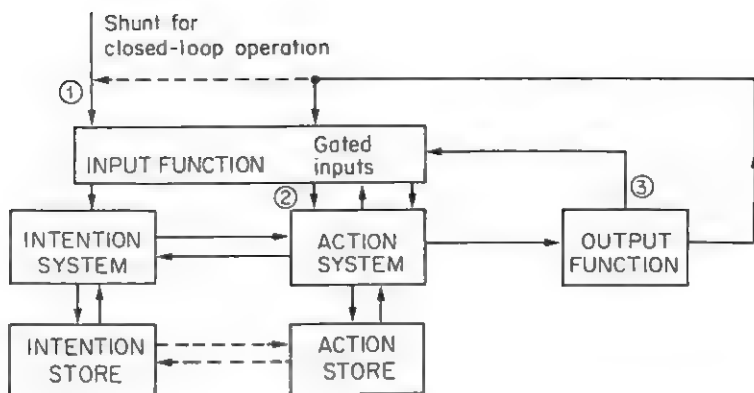 Shunt for
closed-loop operation
①
INPUT FUNCTION
Gated
inputs
②
③
INTENTION
SYSTEM
ACTION
SYSTEM
OUTPUT
FUNCTION
INTENTION
STORE
ACTION
STORE